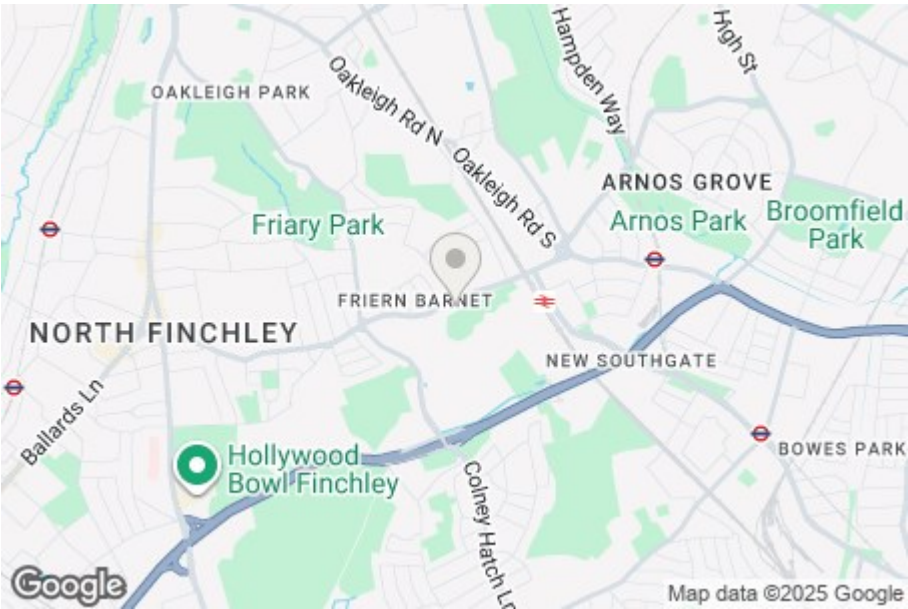 Hampden Way
High St
OAKLEIGH PARK
Oakleigh Rd N
Oakleigh Rd S
ARNOS GROVE
Friary Park
Arnos Park
Broomfield
Park
FRIERN BARNET
NORTH FINCHLEY
NEW SOUTHGATE
Ballards Ln
Hollywood
Bowl Finchley
BOWES PARK
Colney Hatch Ln
Google
Map data ©2025 Google